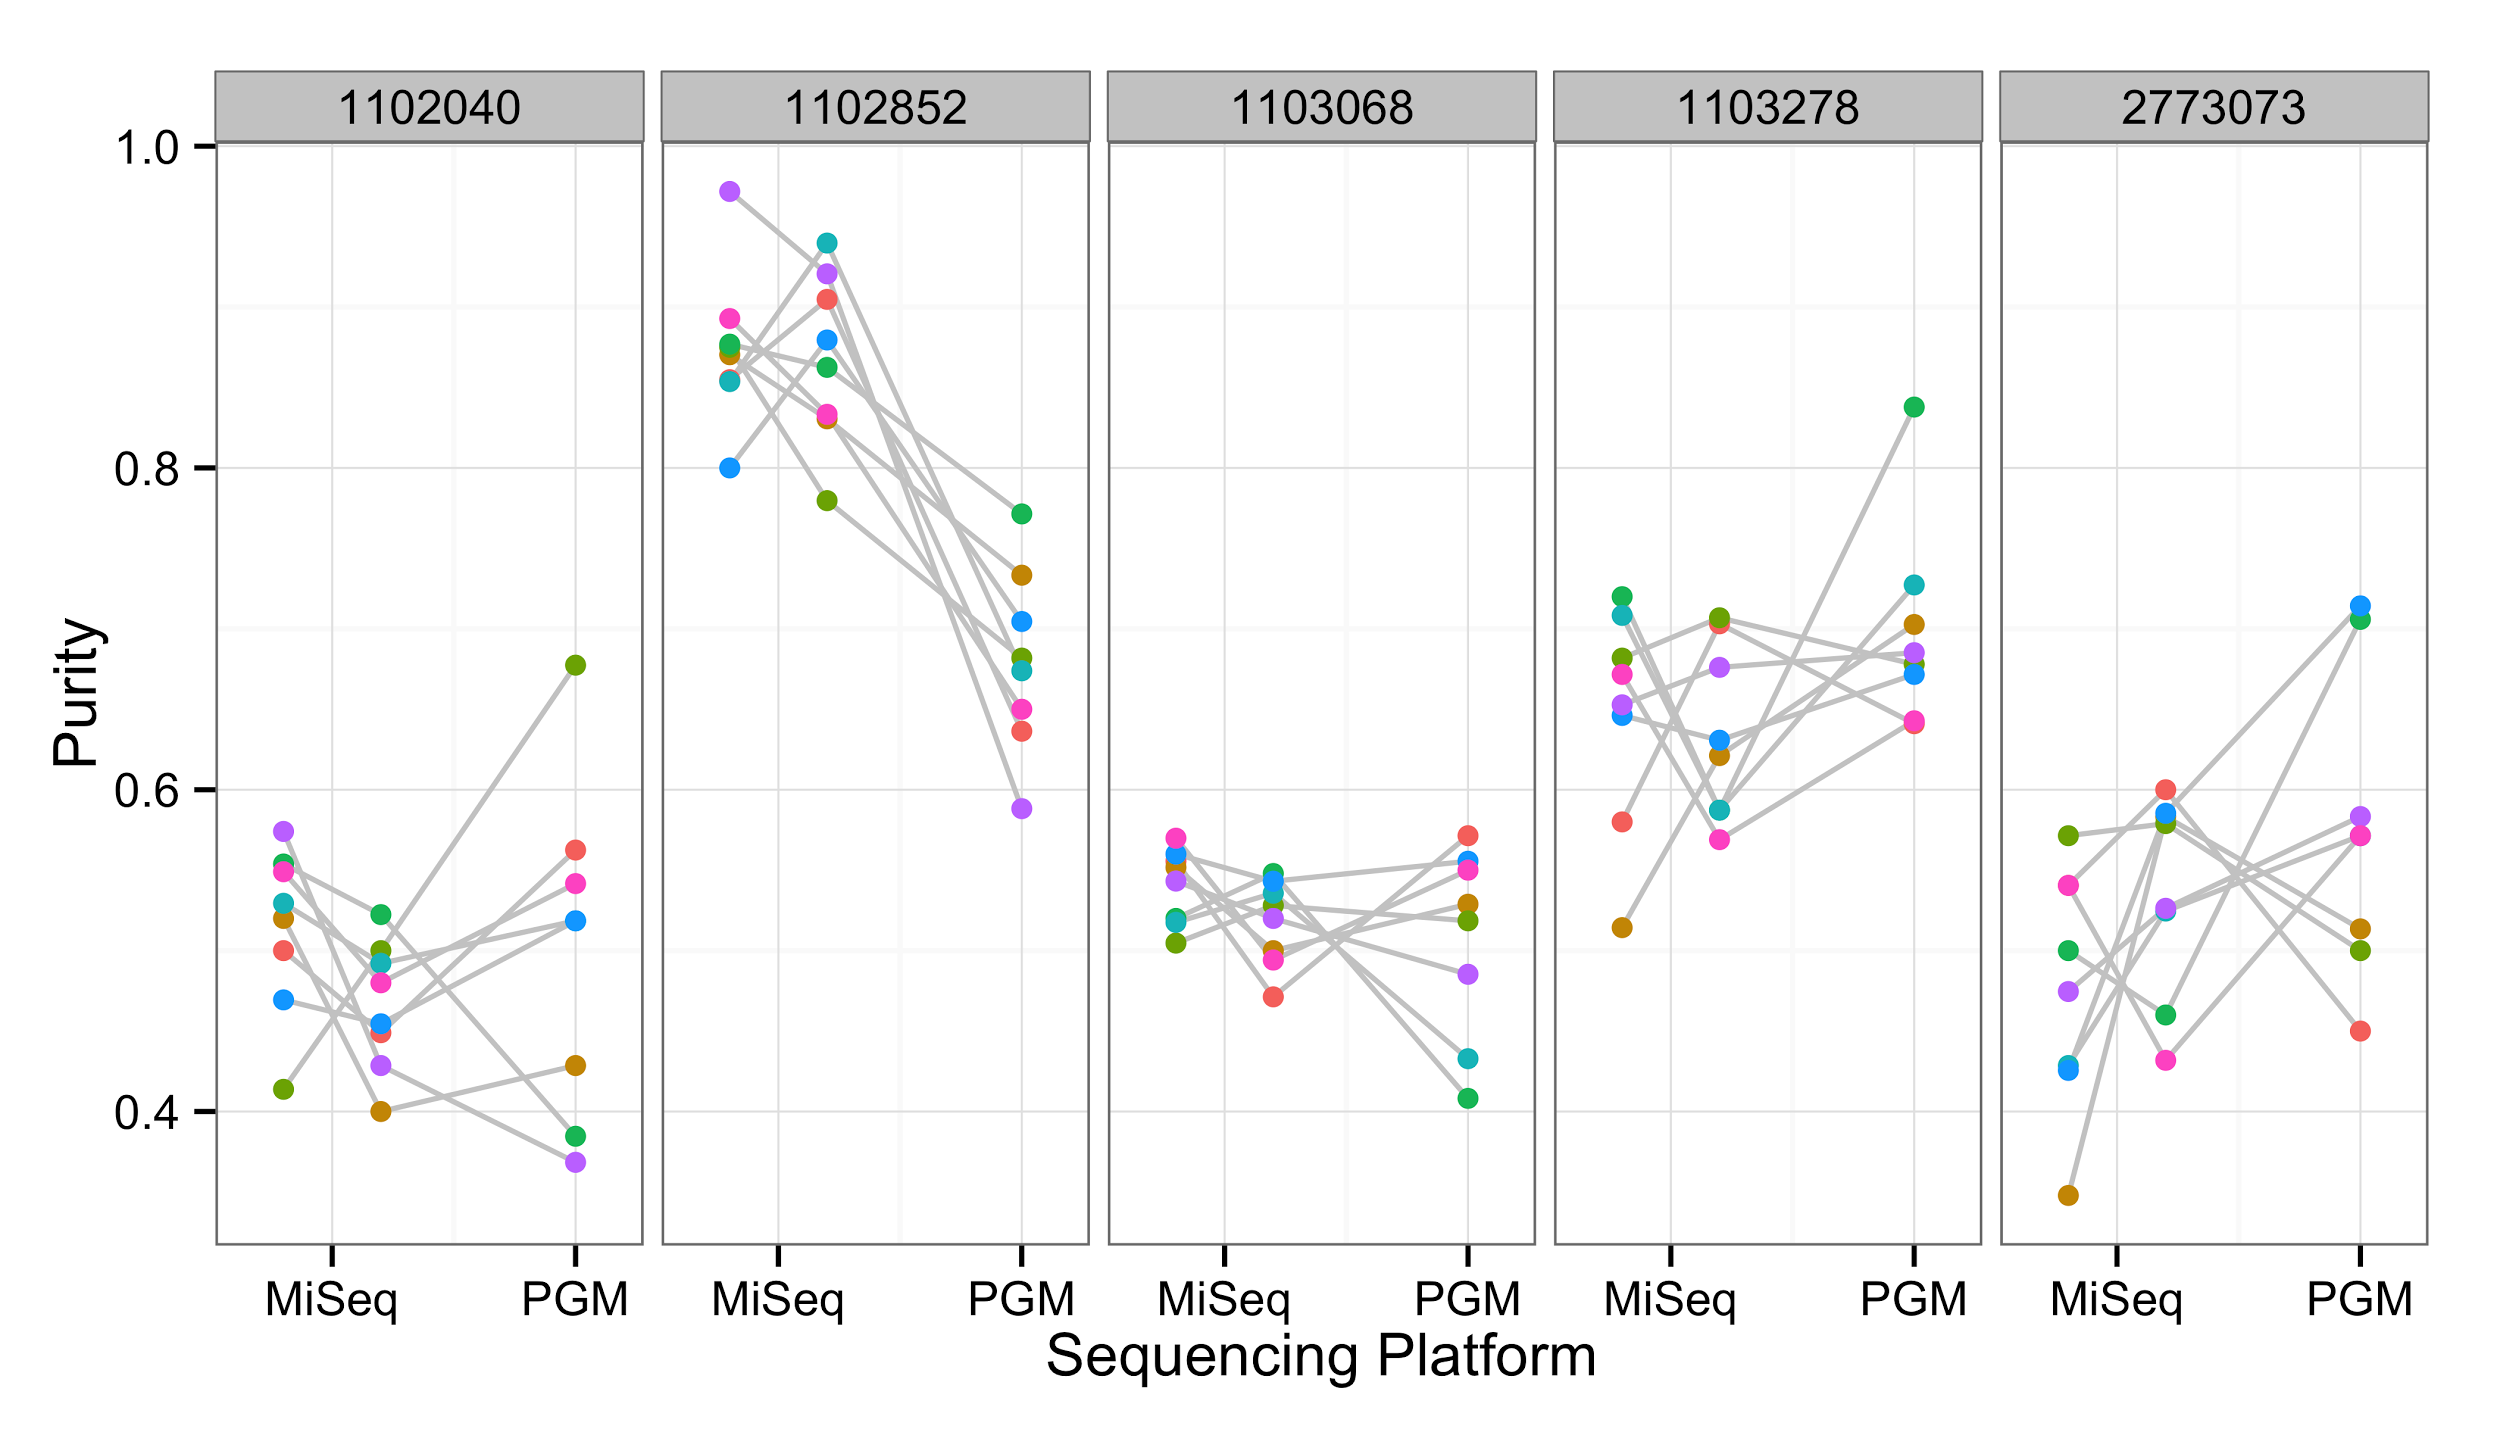 1102040 1102852 1103068 1103278 2773073
1.0
0.8
0.6
0.4
Purity
MiSeq PGM MiSeq PGM MiSeq PGM MiSeq PGM MiSeq PGM
Sequencing Platform